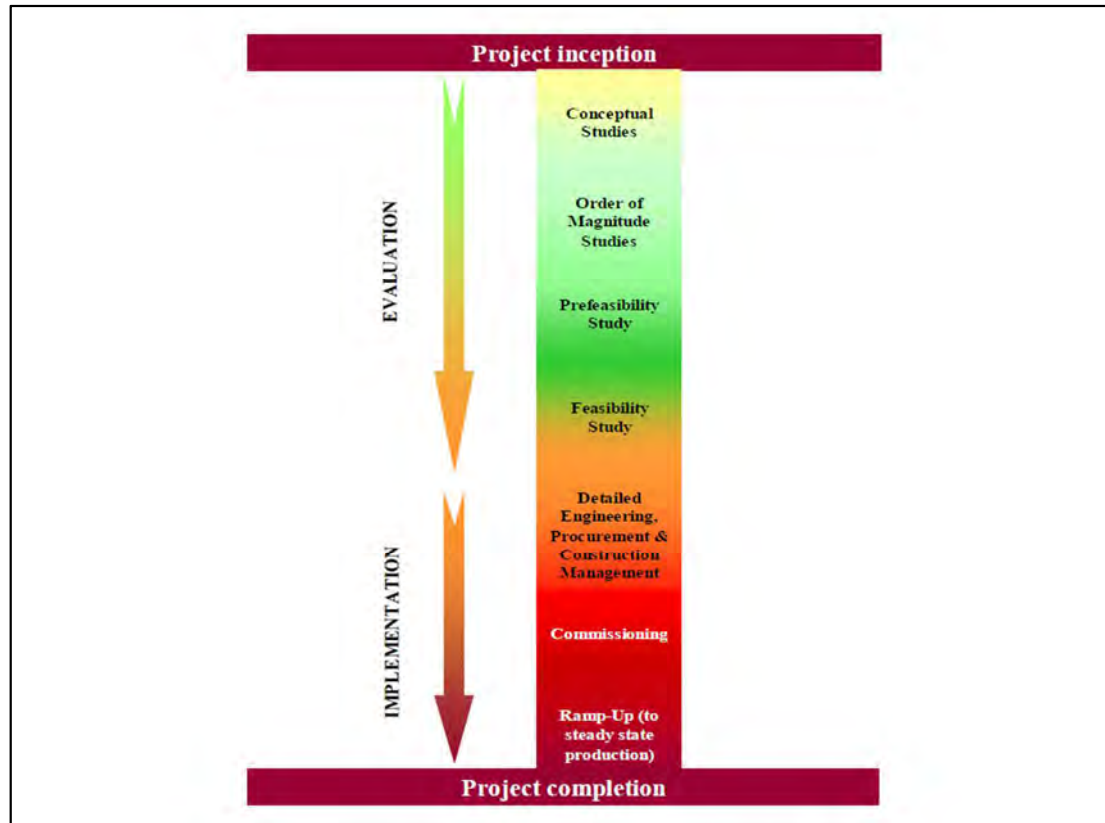 Project inception
Conceptual
Studies
Order of
Magnitude
Studies
EVALUATION
Prefeasibility
Study
Feasibility
Study
Detailed
Engineering,
Procurement &
Construction
Management
IMPLEMENTATION
Commissioning
Ramp-Up (to
steady state
production)
Project completion